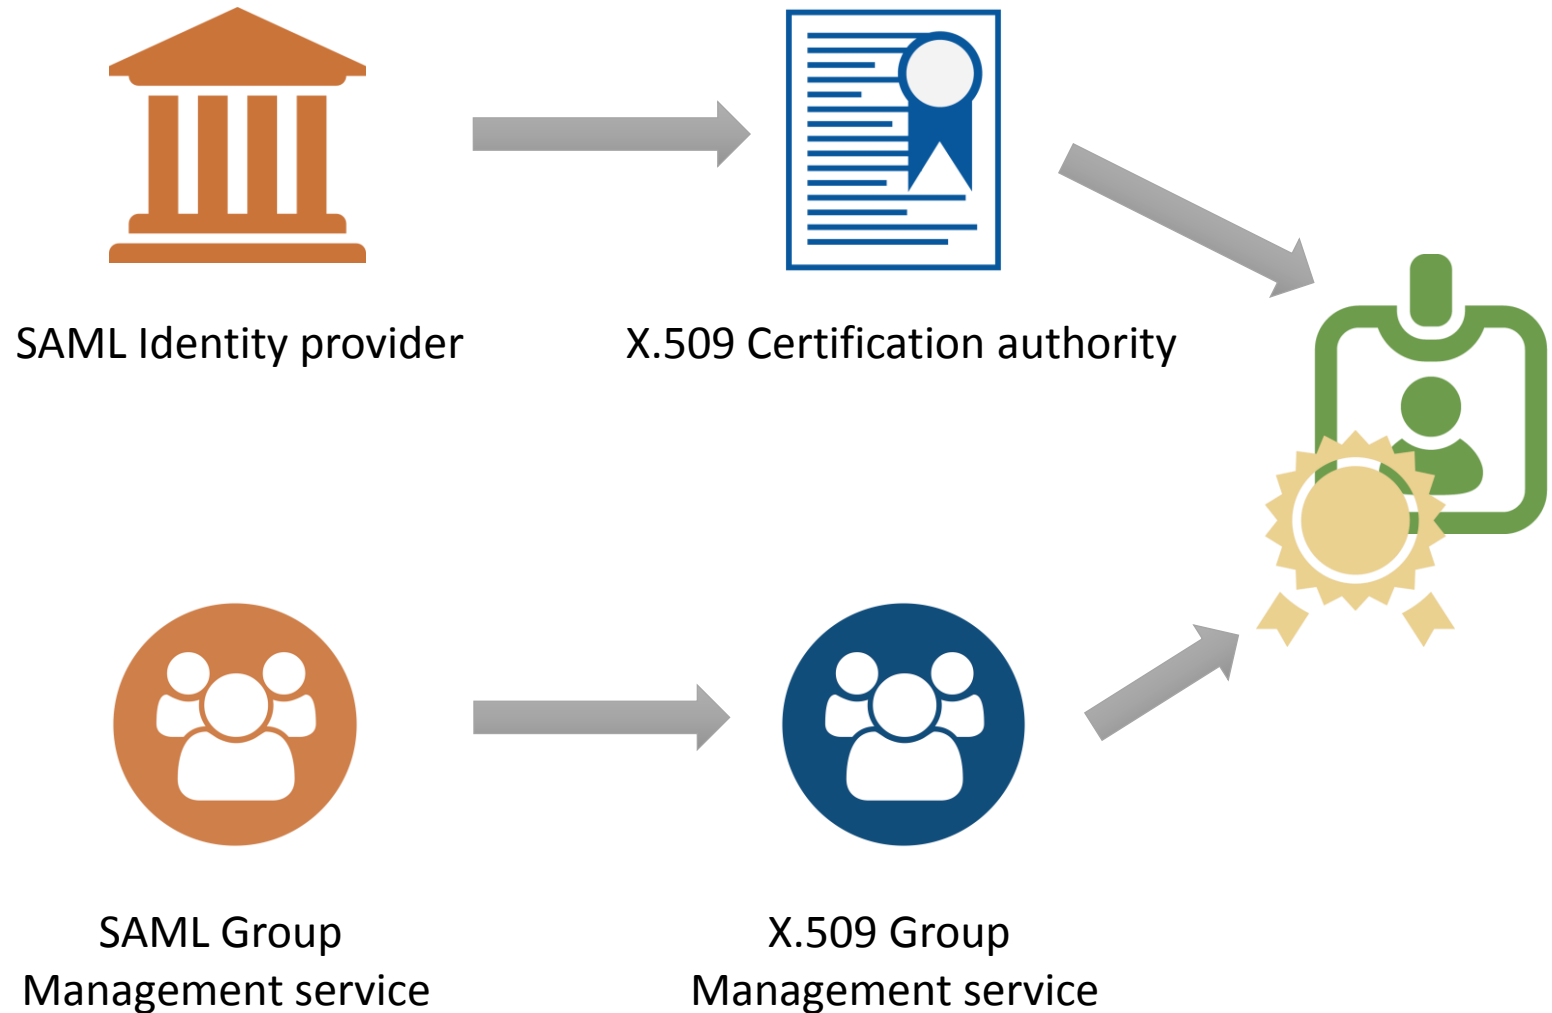 SAML Identity provider
X.509 Certification authority
SAML Group
Management service
X.509 Group
Management service